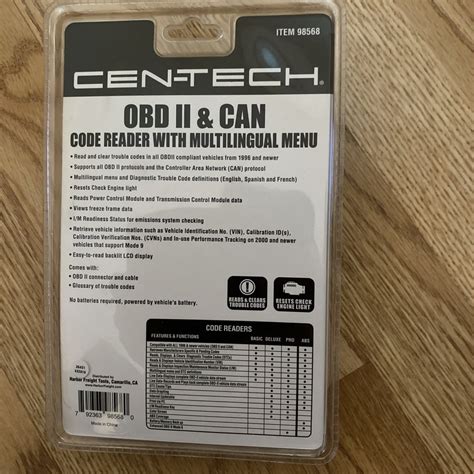 ITEM 98568
CEN-TECH®
OBD II & CAN
CODE READER WITH MULTILINGUAL MENU
• Read and clear trouble codes in all OBDII compliant vehicles from 1996 and newer
• Supports all OBD II protocols and the Controller Area Network (CAN) protocol
• Multilingual menu and Diagnostic Trouble Code definitions (English, Spanish and French)
• Resets Check Engine light
• Reads Power Control Module and Transmission Control Module data
• Views freeze frame data
• I/M Readiness Status for emissions system checking
• Retrieve vehicle information such as Vehicle Identification No. (VIN), Calibration ID(s),
Calibration Verification Nos. (CVNs) and In-use Performance Tracking on 2000 and newer
vehicles that support Mode 9
• Easy-to-read backlit LCD display
Comes with:
• OBD II connector and cable
• Glossary of trouble codes
No batteries required, powered by vehicle's battery.
READS & CLEARS
TROUBLE
CODES
RESETS CHECK
ENGINE LIGHT
CODE READERS
FEATURES & FUNCTIONS
BASIC DELUXE PRO ABS
Distributed by
Harbor Freight Tools, Camarillo, CA
7 92363 98568 0
Made in China